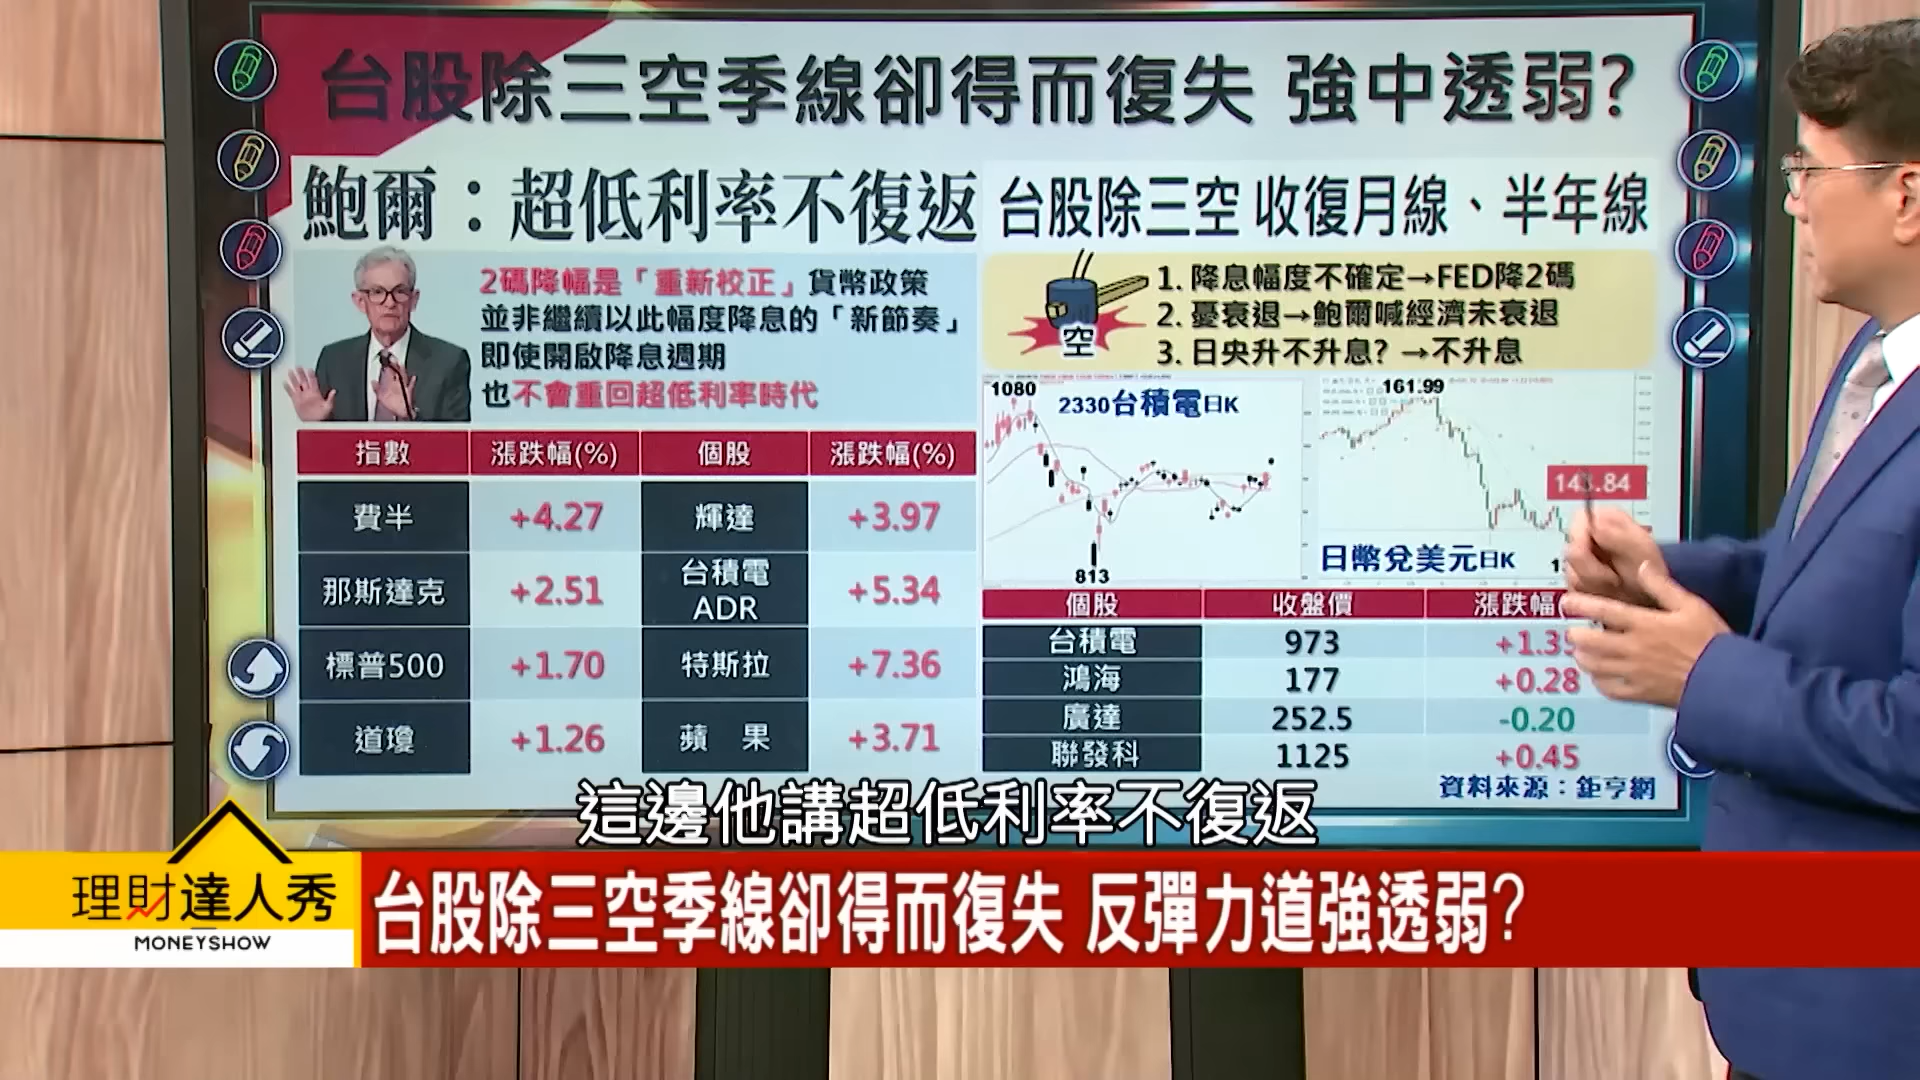 台股除三空季線卻得而復失 強中透弱?
鮑爾：超低利率不復返
2碼降幅是「重新校正」貨幣政策
並非繼續以此幅度降息的「新節奏」
即使開啟降息週期
也不會重回超低利率時代
指數 漲跌幅(%) 個股 漲跌幅(%)
費半 +4.27 輝達 +3.97
那斯達克 +2.51 台積電ADR +5.34
標普500 +1.70 特斯拉 +7.36
道瓊 +1.26 蘋果 +3.71
台股除三空 收復月線、半年線
空
1. 降息幅度不確定→FED降2碼
2. 憂衰退→鮑爾喊經濟未衰退
3. 日央升不升息? →不升息
1080
2330台積電日K
813
161.99
日幣兌美元日K
個股 收盤價 漲跌幅(
台積電 973
鴻海 177 +0.28
廣達 252.5 -0.20
聯發科 1125 +0.45
資料來源：鉅亨網
這邊他講超低利率不復返
理財達人秀
MONEYSHOW
台股除三空季線卻得而復失 反彈力道強透弱?